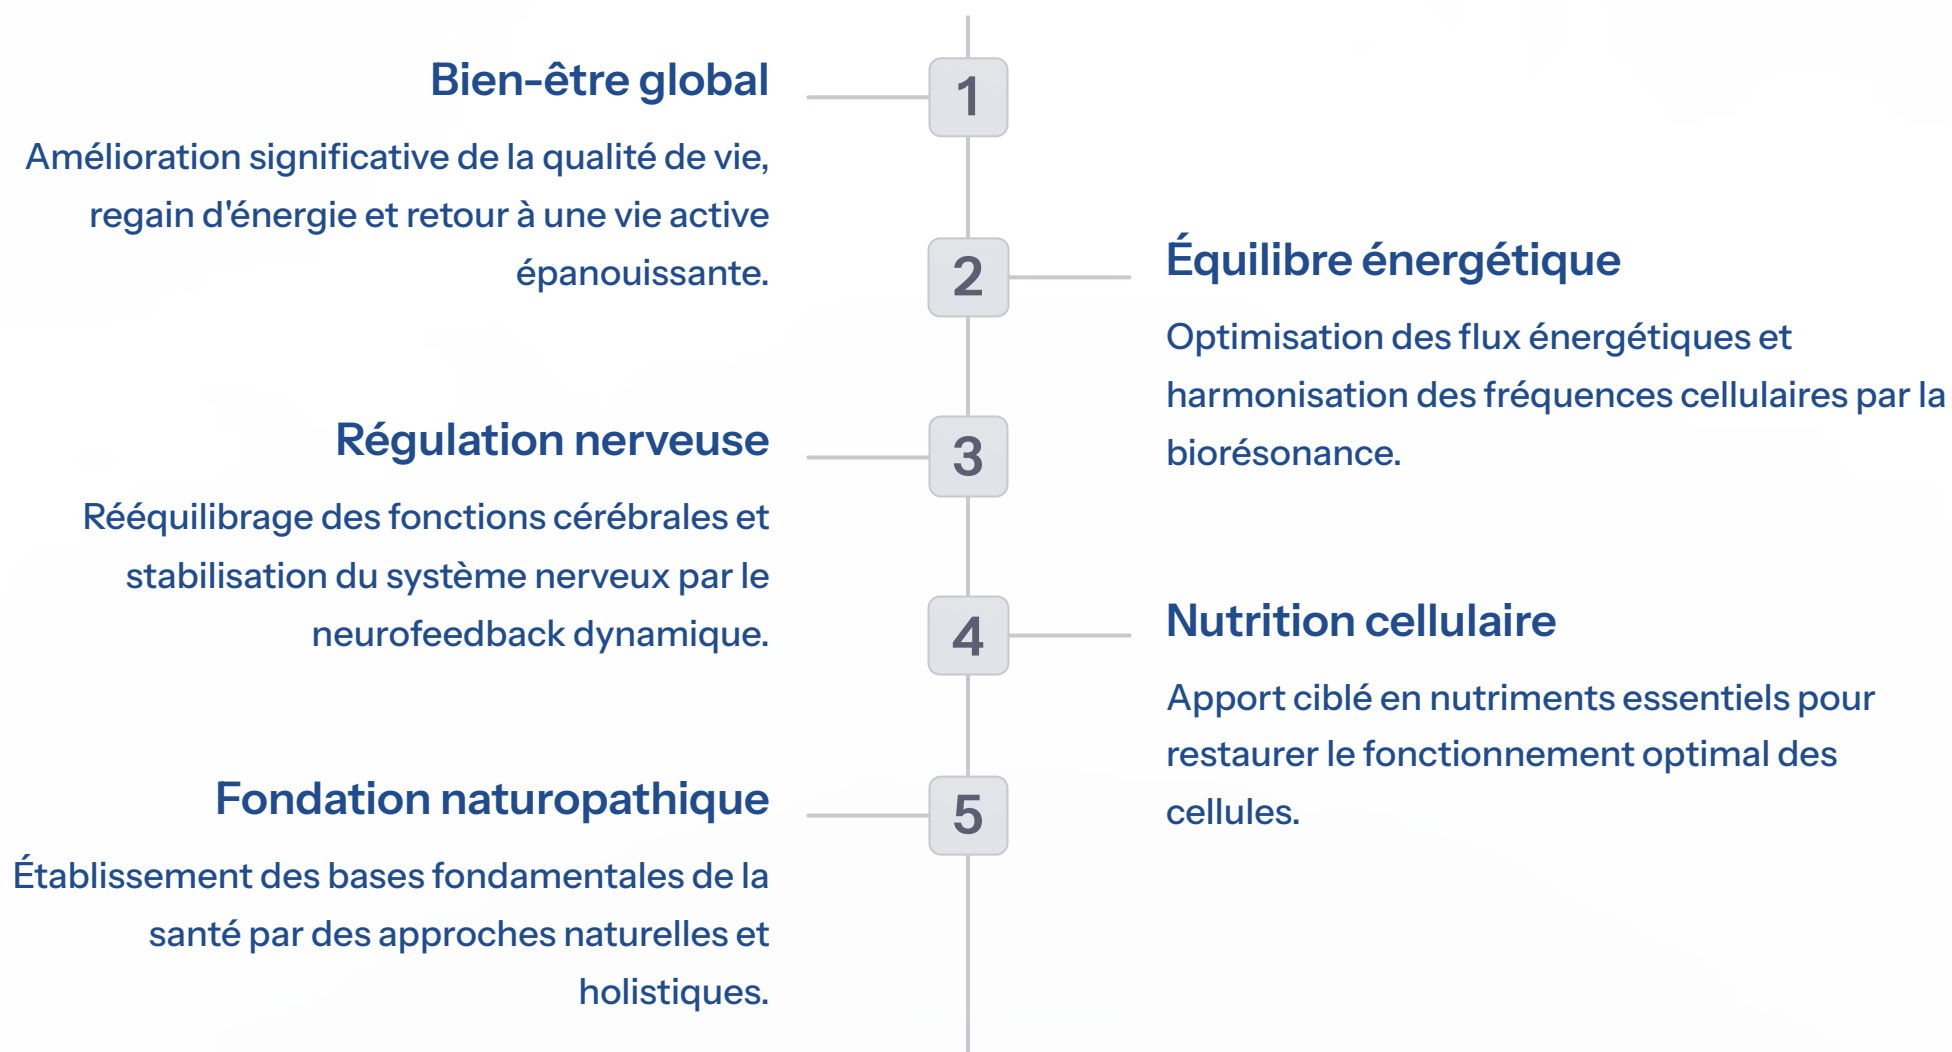 Bien-être global
1
Amélioration significative de la qualité de vie,
regain d'énergie et retour à une vie active
épanouissante.
2
Équilibre énergétique
Optimisation des flux énergétiques et
harmonisation des fréquences cellulaires par la
biorésonance.
Régulation nerveuse
3
Rééquilibrage des fonctions cérébrales et
stabilisation du système nerveux par le
neurofeedback dynamique.
4
Nutrition cellulaire
Apport ciblé en nutriments essentiels pour
restaurer le fonctionnement optimal des
cellules.
Fondation naturopathique
5
Établissement des bases fondamentales de la
santé par des approches naturelles et
holistiques.